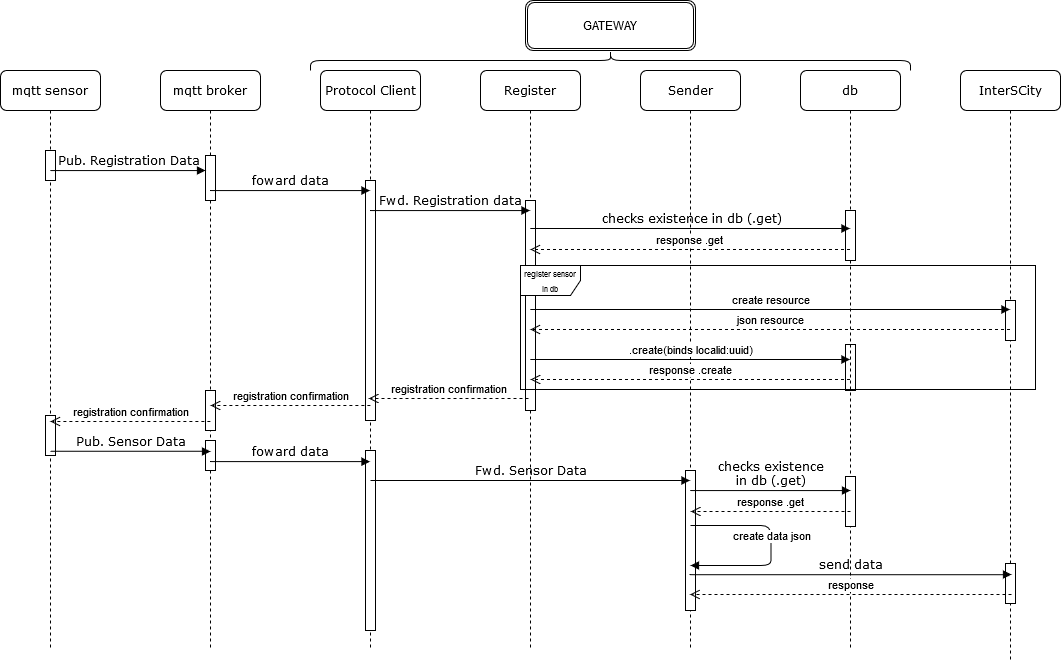 GATEWAY
mqtt sensor
mqtt broker
Protocol Client
Register
Sender
db
InterSCity
Pub. Registration Data
foward data
Fwd. Registration data
checks existence in db (.get)
response .get
register sensor
in db
create resource
json resource
.create(binds localid:uuid)
response .create
registration confirmation
registration confirmation
registration confirmation
Pub. Sensor Data
foward data
Fwd. Sensor Data
checks existence
in db (.get)
response .get
create data json
send data
response